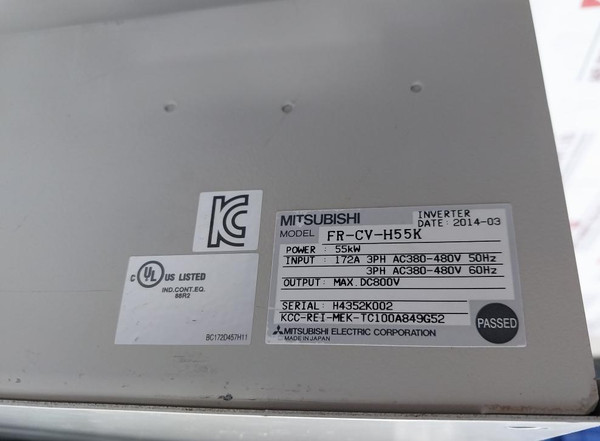 KC
C UL US LISTED
IND.CONT.EQ.
88R2
BC172D457H11
MITSUBISHI
INVERTER
MODEL FR-CV-H55K
DATE: 2014-03
POWER : 55kW
INPUT : 172A 3PH AC380-480V 50Hz
3PH AC380-480V 60Hz
OUTPUT: MAX.DC800V
SERIAL: H4352K002
KCC-REI-MEK-TC100A849G52
PASSED
MITSUBISHI ELECTRIC CORPORATION
MADE IN JAPAN